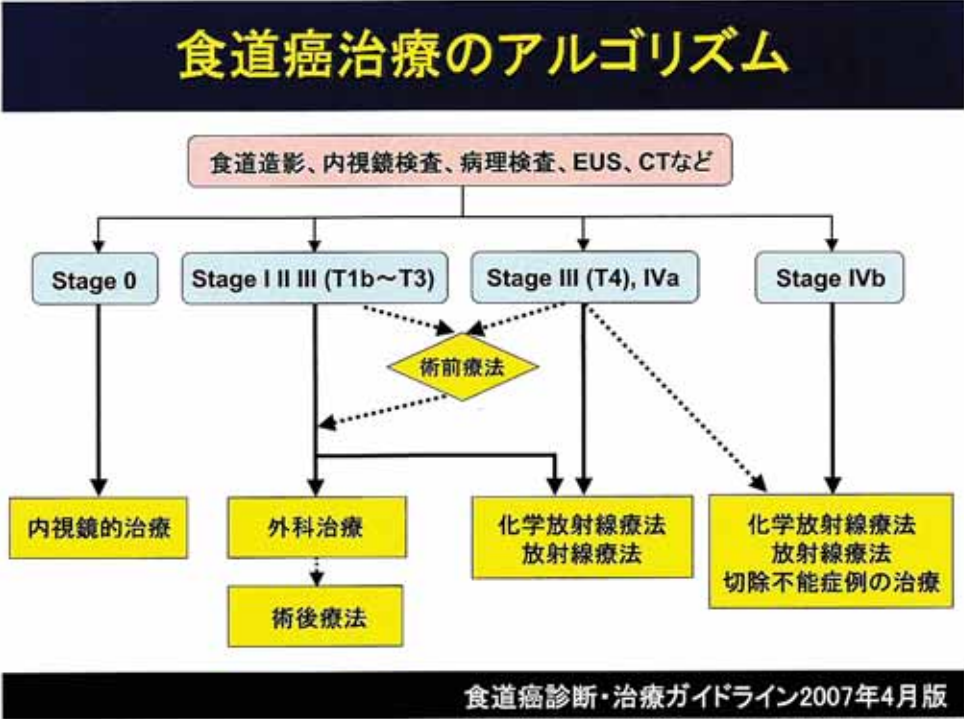 食道癌治療のアルゴリズム
食道造影、内視鏡検査、病理検査、EUS、CTなど
Stage 0
Stage I II III (T1b～T3)
Stage III (T4), IVa
Stage IVb
術前療法
内視鏡的治療
外科治療
化学放射線療法
放射線療法
化学放射線療法
放射線療法
切除不能症例の治療
術後療法
食道癌診断・治療ガイドライン2007年4月版